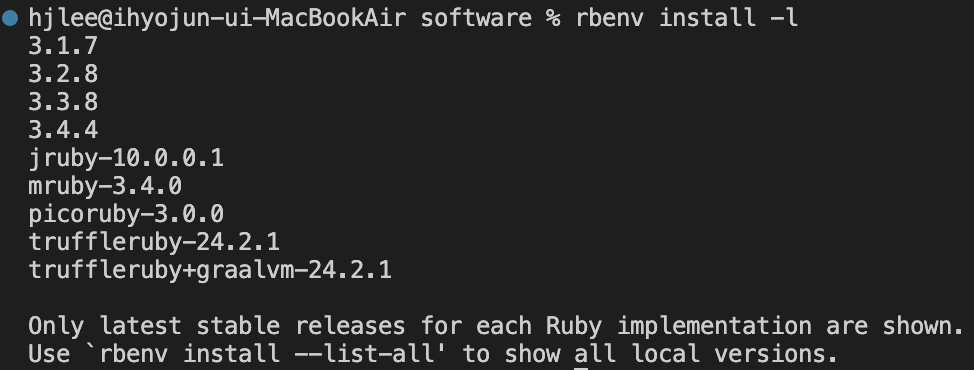 hjlee@ihyojun-ui-MacBookAir software % rbenv install -l
3.1.7
3.2.8
3.3.8
3.4.4
jruby-10.0.0.1
mruby-3.4.0
picoruby-3.0.0
truffleruby-24.2.1
truffleruby+graalvm-24.2.1
Only latest stable releases for each Ruby implementation are shown.
Use `rbenv install --list-all' to show all local versions.